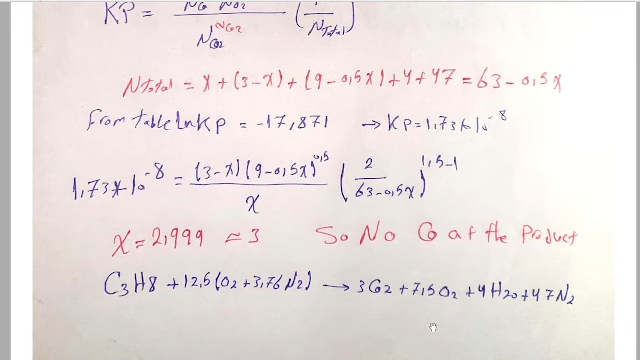 KP = N_CO^N_CO N_O2^N_O2 / N_CO2^N_CO2 (1 / N_Total)
N_Total = x + (3-x) + (9-0,5x) + 4 + 47 = 63 - 0,5x
From table lnKp = -17,871 → KP = 1,73*10^-8
1,73*10^-8 = (3-x)(9-0,5x)^0,5 / x (2 / 63-0,5x)^1,5-1
x = 2,999 ≈ 3 So No Co at the Product
C3H8 + 12,5(O2 + 3,76N2) → 3Co2 + 7,5O2 + 4H2o + 47N2